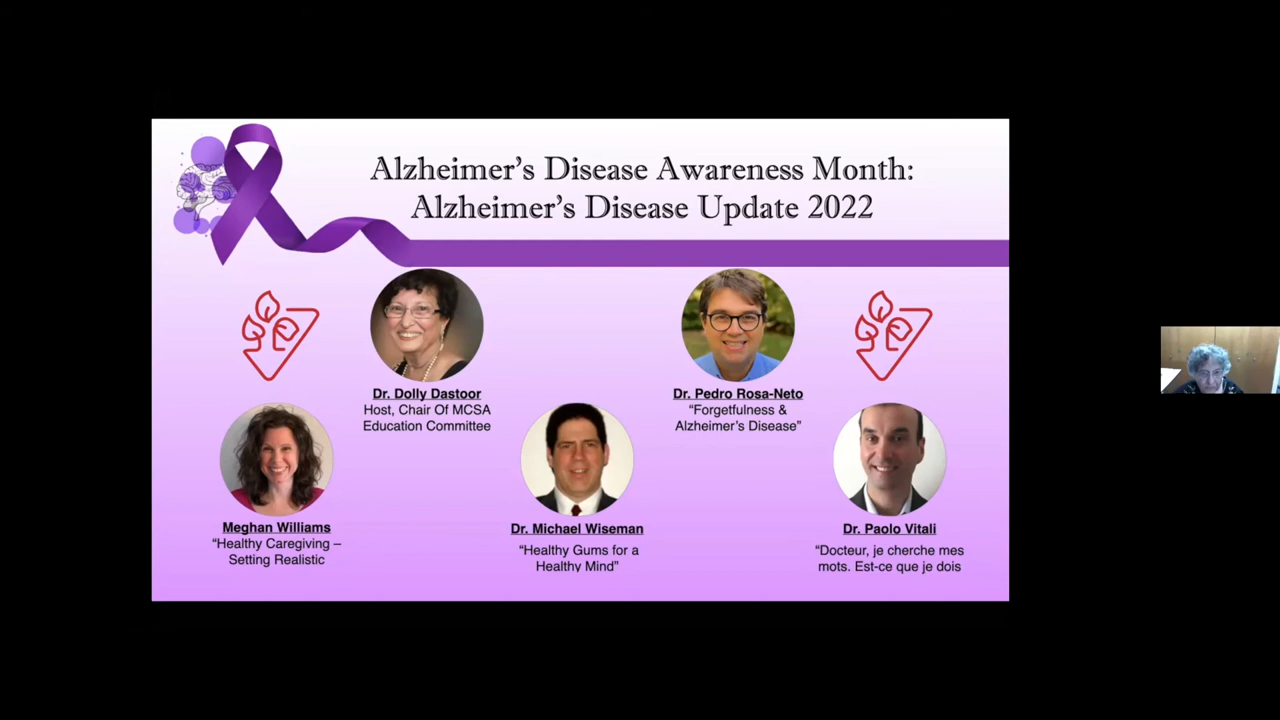 Alzheimer’s Disease Awareness Month:
Alzheimer’s Disease Update 2022
Dr. Dolly Dastoor
Host, Chair Of MCSA
Education Committee
Dr. Pedro Rosa-Neto
“Forgetfulness &
Alzheimer’s Disease”
Meghan Williams
“Healthy Caregiving –
Setting Realistic
Dr. Michael Wiseman
“Healthy Gums for a
Healthy Mind”
Dr. Paolo Vitali
“Docteur, je cherche mes
mots. Est-ce que je dois